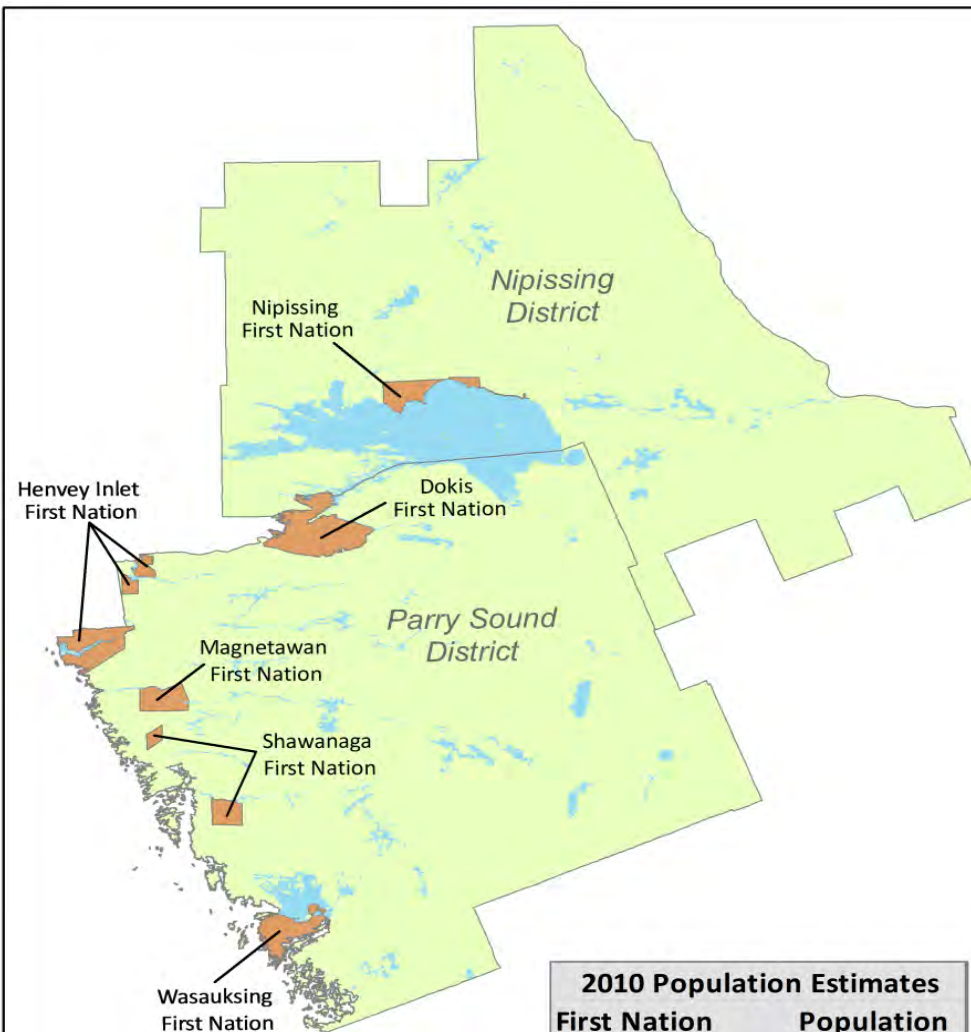 Nipissing
District
Nipissing
First Nation
Henvey Inlet
First Nation
Dokis
First Nation
Parry Sound
District
Magnetawan
First Nation
Shawanaga
First Nation
Wasauksing
First Nation
2010 Population Estimates
First Nation Population